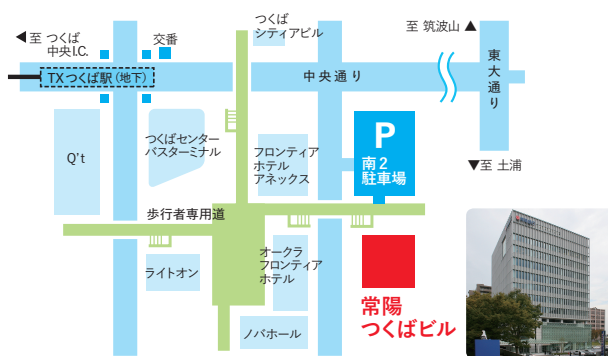 つくば
シティアビル
至 筑波山 ▲
◀至 つくば
中央I.C.
交番
東大通り
TXつくば駅(地下)
中央通り
P
南2
駐車場
つくばセンター
バスターミナル
フロンティア
ホテル
アネックス
Q't
▼至 土浦
歩行者専用道
オークラ
フロンティア
ホテル
ライトオン
常陽
つくばビル
ノバホール